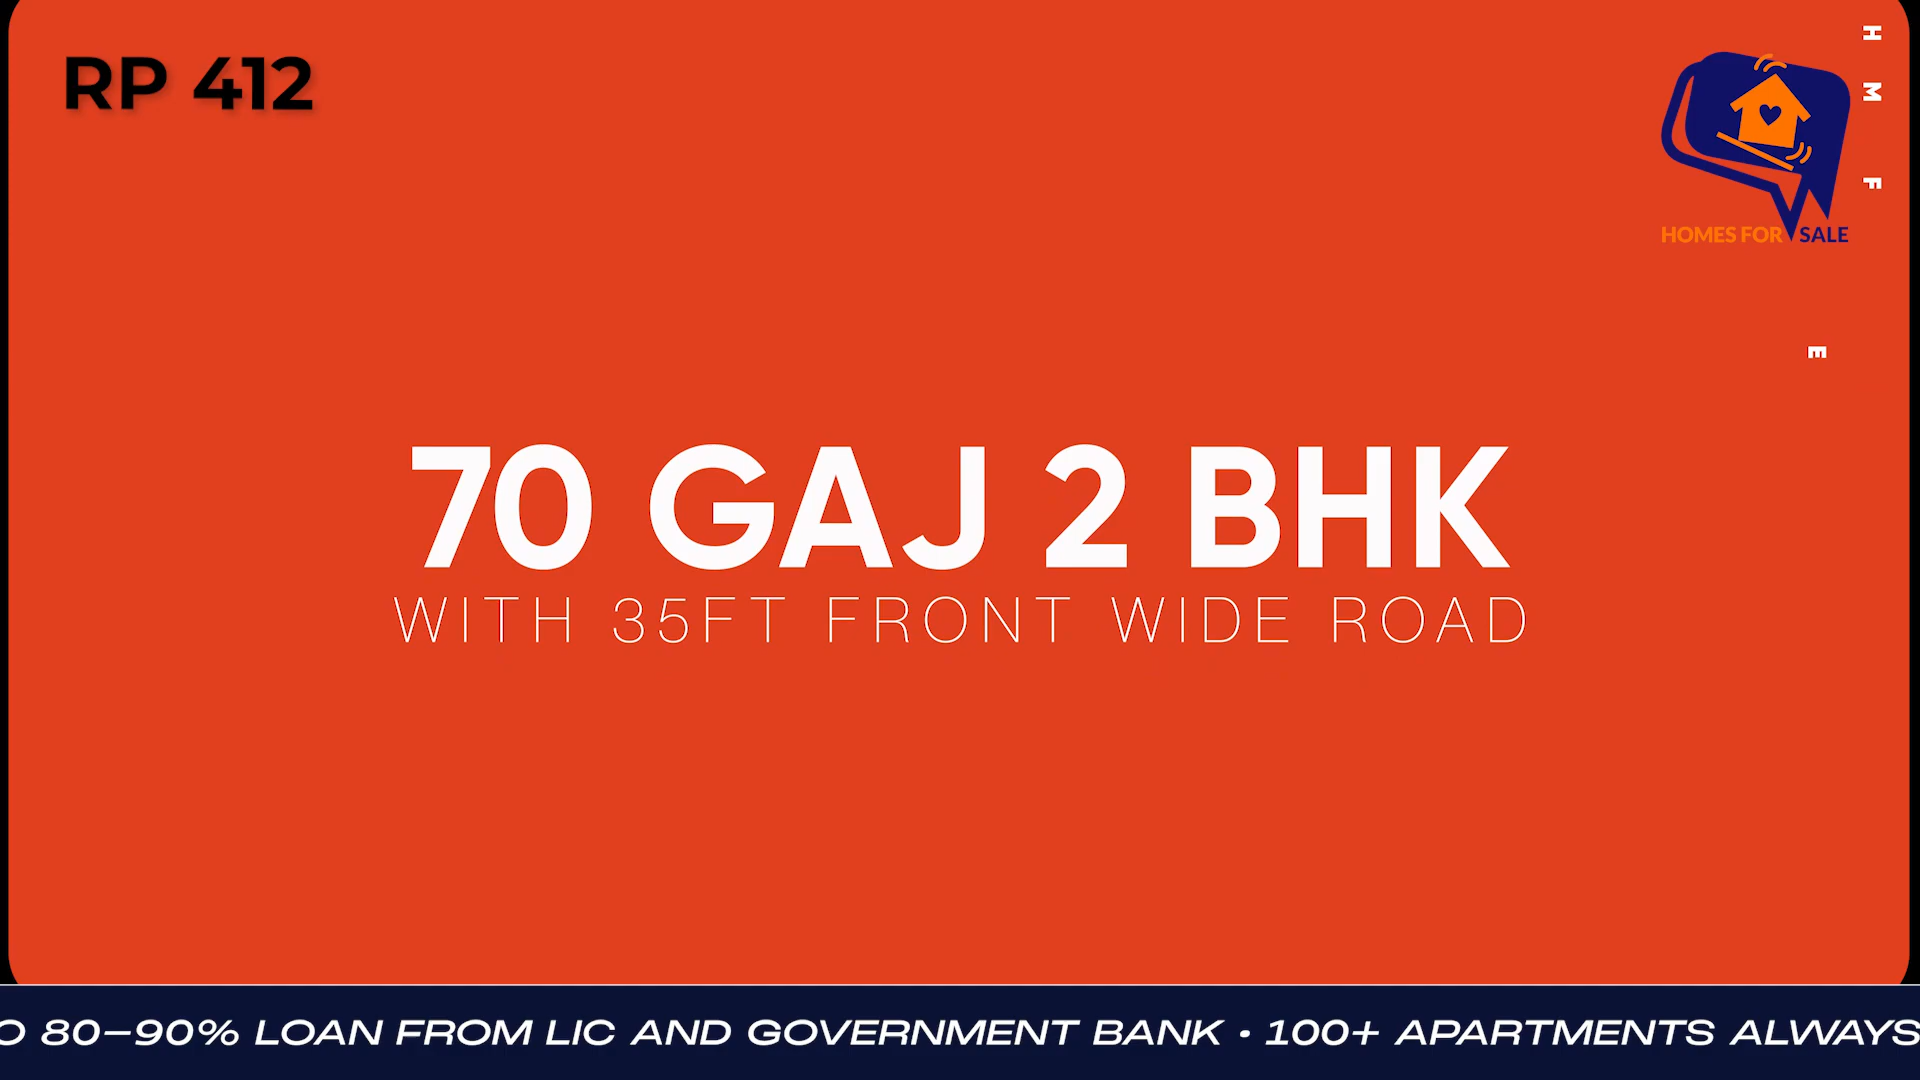 RP 412
HOMES FOR SALE
H
M
F
E
70 GAJ 2 BHK
WITH 35FT FRONT WIDE ROAD
O 80–90% LOAN FROM LIC AND GOVERNMENT BANK • 100+ APARTMENTS ALWAYS